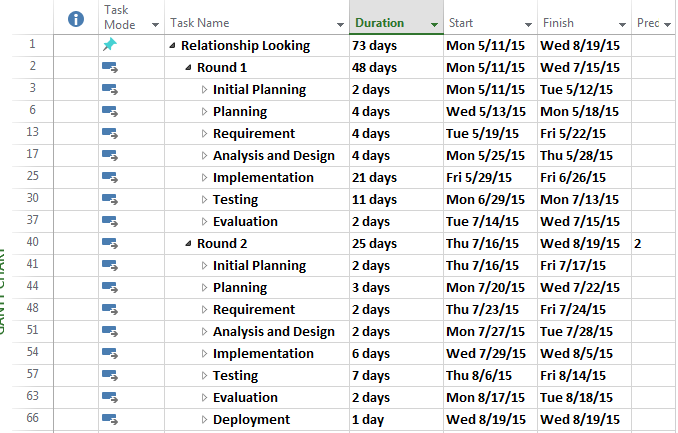 Task Mode Task Name Duration Start Finish Prec
1 Relationship Looking 73 days Mon 5/11/15 Wed 8/19/15
2 Round 1 48 days Mon 5/11/15 Wed 7/15/15
3 Initial Planning 2 days Mon 5/11/15 Tue 5/12/15
6 Planning 4 days Wed 5/13/15 Mon 5/18/15
13 Requirement 4 days Tue 5/19/15 Fri 5/22/15
17 Analysis and Design 4 days Mon 5/25/15 Thu 5/28/15
25 Implementation 21 days Fri 5/29/15 Fri 6/26/15
30 Testing 11 days Mon 6/29/15 Mon 7/13/15
37 Evaluation 2 days Tue 7/14/15 Wed 7/15/15
40 Round 2 25 days Thu 7/16/15 Wed 8/19/15 2
41 Initial Planning 2 days Thu 7/16/15 Fri 7/17/15
44 Planning 3 days Mon 7/20/15 Wed 7/22/15
48 Requirement 2 days Thu 7/23/15 Fri 7/24/15
51 Analysis and Design 2 days Mon 7/27/15 Tue 7/28/15
54 Implementation 6 days Wed 7/29/15 Wed 8/5/15
57 Testing 7 days Thu 8/6/15 Fri 8/14/15
63 Evaluation 2 days Mon 8/17/15 Tue 8/18/15
66 Deployment 1 day Wed 8/19/15 Wed 8/19/15